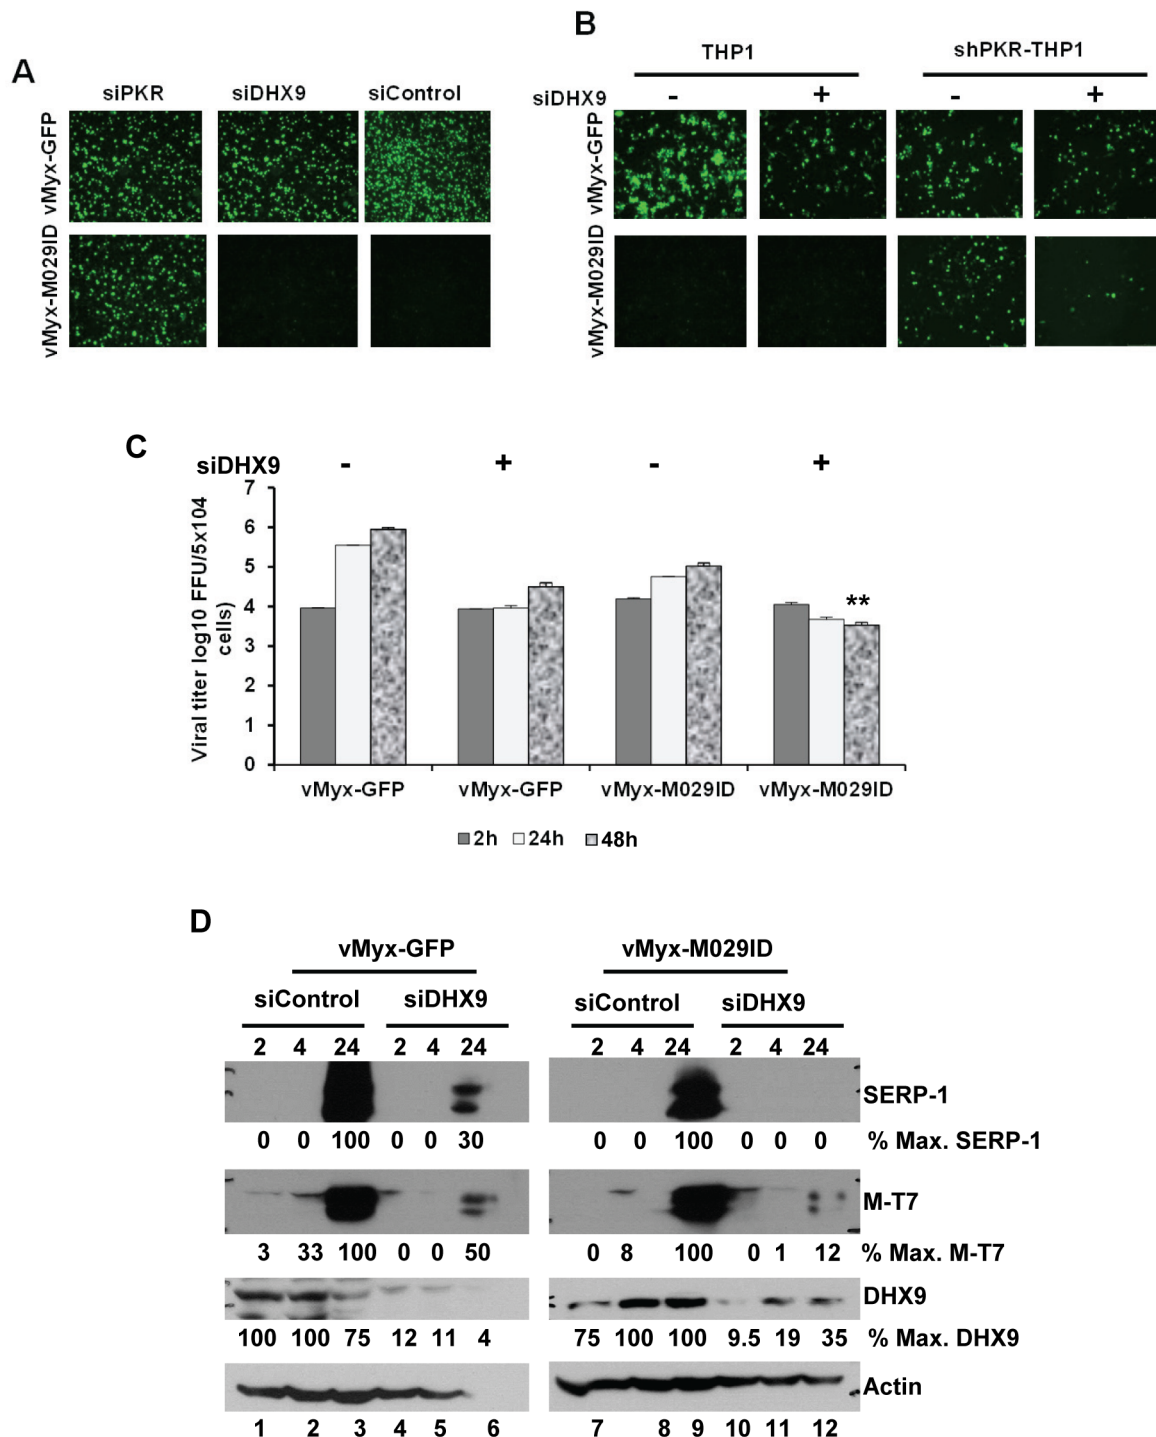 A
siPKR siDHX9 siControl
vMyx-GFP
vMyx-M029ID
B
THP1 shPKR-THP1
siDHX9 - + - +
vMyx-GFP
vMyx-M029ID
C
siDHX9 - + - +
Viral titer log10 FFU/5x104
cells)
7
6
5
4
3
2
1
0
**
vMyx-GFP vMyx-GFP vMyx-M029ID vMyx-M029ID
2h 24h 48h
D
vMyx-GFP vMyx-M029ID
siControl siDHX9 siControl siDHX9
2 4 24 2 4 24 2 4 24 2 4 24
SERP-1
0 0 100 0 0 30 0 0 100 0 0 0 % Max. SERP-1
M-T7
3 33 100 0 0 50 0 8 100 0 1 12 % Max. M-T7
DHX9
100 100 75 12 11 4 75 100 100 9.5 19 35 % Max. DHX9
Actin
1 2 3 4 5 6 7 8 9 10 11 12